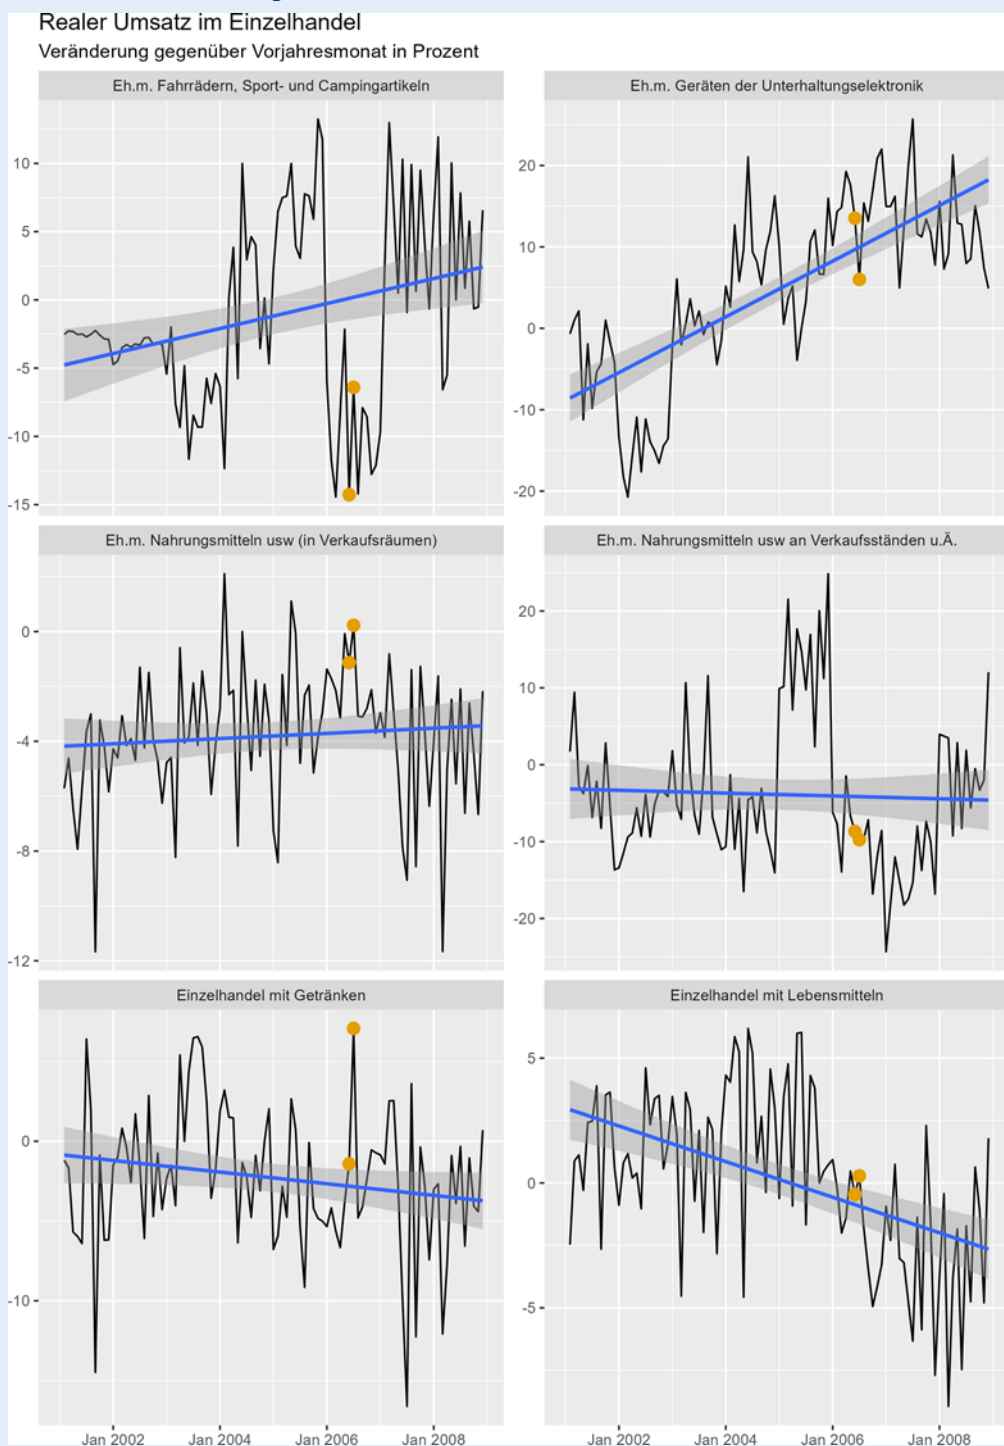 Realer Umsatz im Einzelhandel
Veränderung gegenüber Vorjahresmonat in Prozent
Eh.m. Fahrrädern, Sport- und Campingartikeln
Eh.m. Geräten der Unterhaltungselektronik
10
5
0
-5
-10
-15
20
10
0
-10
-20
Eh.m. Nahrungsmitteln usw (in Verkaufsräumen)
Eh.m. Nahrungsmitteln usw an Verkaufsständen u.Ä.
0
-4
-8
-12
20
10
0
-10
-20
Einzelhandel mit Getränken
Einzelhandel mit Lebensmitteln
0
-10
5
0
-5
Jan 2002 Jan 2004 Jan 2006 Jan 2008
Jan 2002 Jan 2004 Jan 2006 Jan 2008